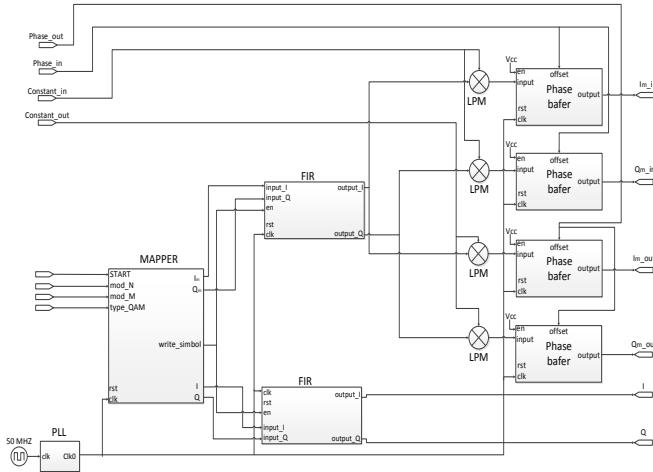 Phase_out
Phase_in
Constant_in
Constant_out
Vcc
en
input
offset
Phase
bafer
output
rst
clk
LPM
Vcc
en
input
offset
Phase
bafer
output
rst
clk
LPM
Qm_in
Vcc
en
input
offset
Phase
bafer
output
rst
clk
LPM
Im_out
Vcc
en
input
offset
Phase
bafer
output
rst
clk
LPM
Qm_out
FIR
input_I
input_Q
en
rst
clk
output_I
output_Q
MAPPER
START
mod_N
mod_M
type_QAM
rst
clk
Im
Qm
write_simbol
I
Q
FIR
clk
rst
en
input_I
input_Q
output_I
output_Q
I
Q
50 MHZ
PLL
clk
Clk0